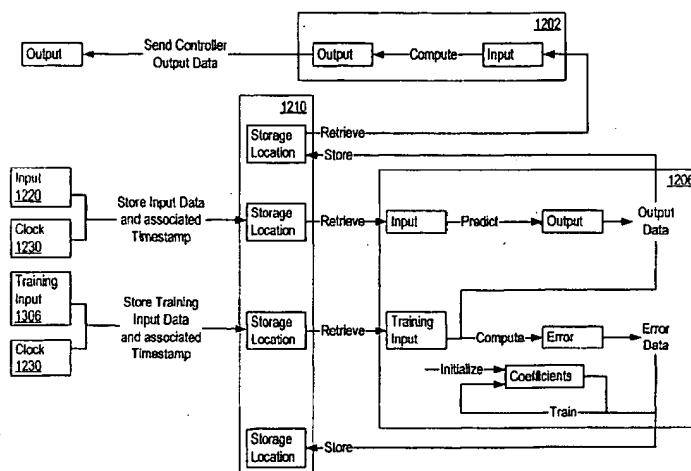 1202
Output
Send Controller
Output Data
Output
Compute
Input
1210
Storage
Location
Retrieve
Store
1206
Input
1220
Clock
1230
Store Input Data
and associated
Timestamp
Storage
Location
Retrieve
Input
Predict
Output
Output
Data
Training
Input
1306
Clock
1230
Store Training
Input Data
and associated
Timestamp
Storage
Location
Retrieve
Training
Input
Compute
Error
Error
Data
Initialize
Coefficients
Train
Storage
Location
Store